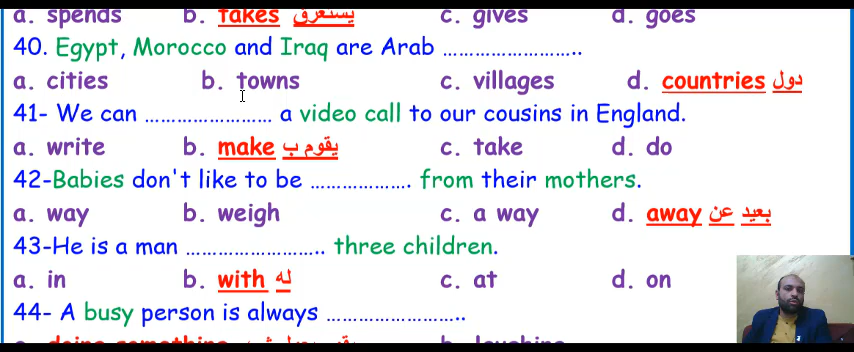 a. spends b. takes يستغرق c. gives d. goes
40. Egypt, Morocco and Iraq are Arab ……………………..
a. cities b. towns c. villages d. countries دول
41- We can …………………… a video call to our cousins in England.
a. write b. make يقوم ب c. take d. do
42-Babies don't like to be ………………. from their mothers.
a. way b. weigh c. a way d. away بعيد عن
43-He is a man …………………….. three children.
a. in b. with له c. at d. on
44- A busy person is always ……………………..
a. doing something b. laughing